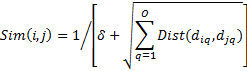 Sim(i,j) = 1/[δ + √(∑_{q=1}^{O} Dist(d_{iq}, d_{jq}))]